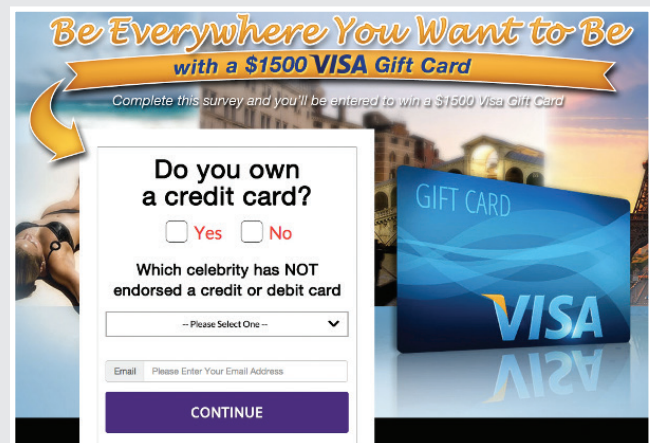 Be Everywhere You Want to Be
with a $1500 VISA Gift Card
Complete this survey and you'll be entered to win a $1500 Visa Gift Card
Do you own
a credit card?
Yes No
Which celebrity has NOT
endorsed a credit or debit card
-- Please Select One --
Email Please Enter Your Email Address
CONTINUE
GIFT CARD
VISA